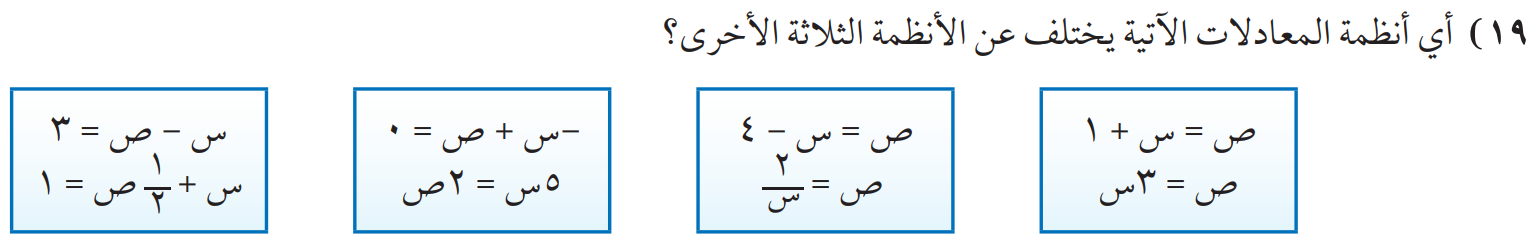 ١٩) أي أنظمة المعادلات الآتية يختلف عن الأنظمة الثلاثة الأخرى؟
ص = س + ١
ص = ٣س
ص = س – ٤
ص = ٢/س
–س + ص = ٠
٥س = ٢ص
س – ص = ٣
س + ١/٢ ص = ١